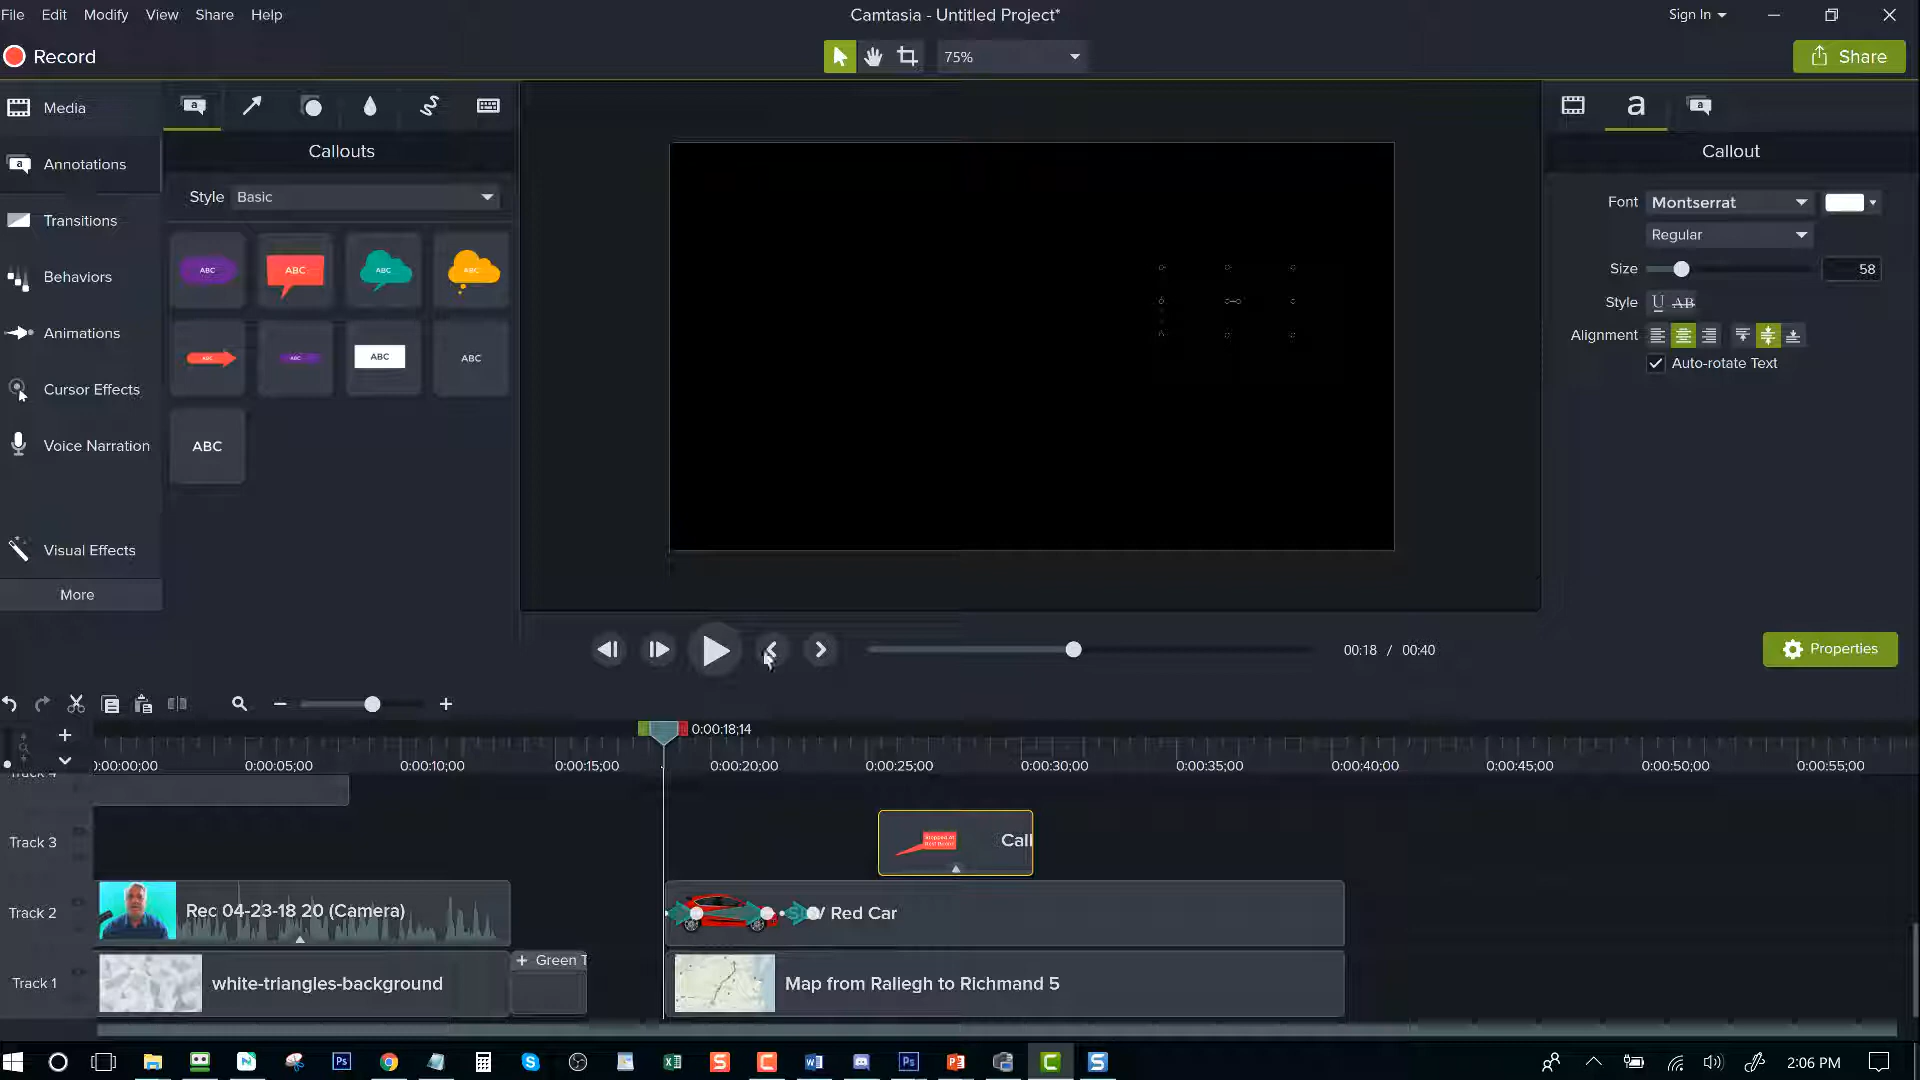 File Edit Modify View Share Help
Camtasia - Untitled Project*
Sign In
Record
75%
Share
Media
Annotations
Transitions
Behaviors
Animations
Cursor Effects
Voice Narration
Visual Effects
More
Callouts
Style Basic
ABC ABC ABC ABC
ABC ABC ABC ABC
ABC
a
Callout
Font Montserrat
Regular
Size 58
Style U AB
Alignment
Auto-rotate Text
00:18 / 00:40
Properties
0:00:18;14
0:00:00;00 0:00:05;00 0:00:10;00 0:00:15;00 0:00:20;00 0:00:25;00 0:00:30;00 0:00:35;00 0:00:40;00 0:00:45;00 0:00:50;00 0:00:55;00
Track 4
Track 3
Call
Track 2
Rec 04-23-18 20 (Camera)
Red Car
Track 1
white-triangles-background
+ Green T
Map from Raliegh to Richmand 5
2:06 PM